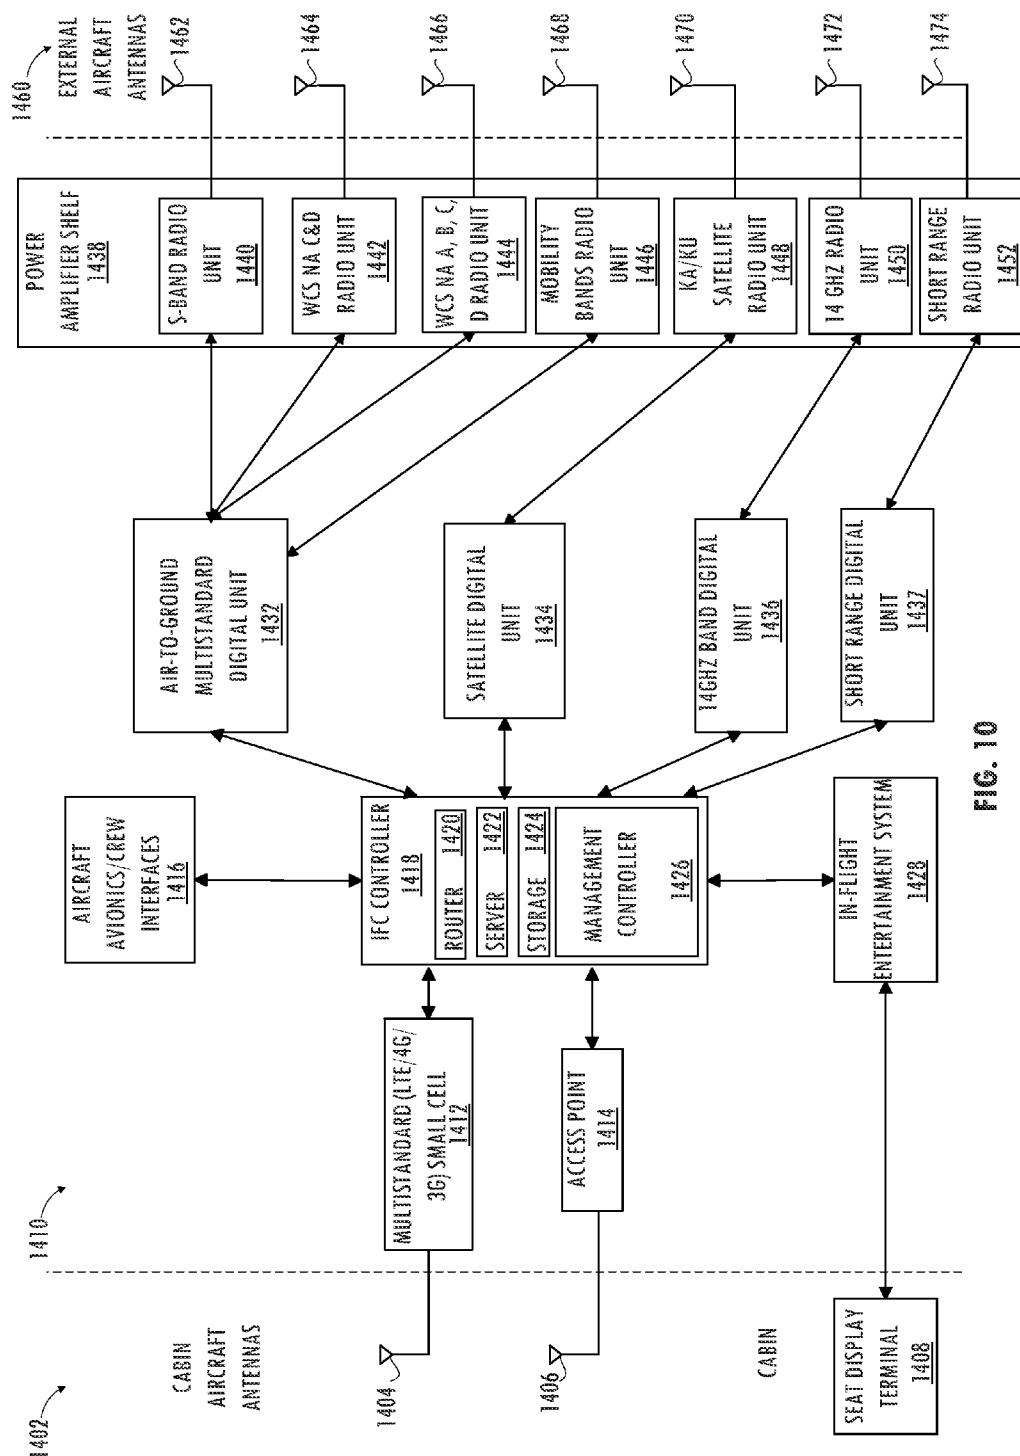 1402
CABIN
AIRCRAFT
ANTENNAS
1404
1406
CABIN
SEAT DISPLAY
TERMINAL
1408
1410
MULTISTANDARD (LTE/4G/
3G) SMALL CELL
1412
ACCESS POINT
1414
AIRCRAFT
AVIONICS/CREW
INTERFACES
1416
IFC CONTROLLER
1418
ROUTER 1420
SERVER 1422
STORAGE 1424
MANAGEMENT
CONTROLLER
1426
IN-FLIGHT
ENTERTAINMENT SYSTEM
1428
AIR-TO-GROUND
MULTISTANDARD
DIGITAL UNIT
1432
SATELLITE DIGITAL
UNIT
1434
14GHZ BAND DIGITAL
UNIT
1436
SHORT RANGE DIGITAL
UNIT
1437
POWER
AMPLIFIER SHELF
1438
S-BAND RADIO
UNIT
1440
WCS NA C&D
RADIO UNIT
1442
WCS NA A, B, C,
D RADIO UNIT
1444
MOBILITY
BANDS RADIO
UNIT
1446
KA/KU
SATELLITE
RADIO UNIT
1448
14 GHZ RADIO
UNIT
1450
SHORT RANGE
RADIO UNIT
1452
1460
EXTERNAL
AIRCRAFT
ANTENNAS
1462
1464
1466
1468
1470
1472
1474
FIG. 10